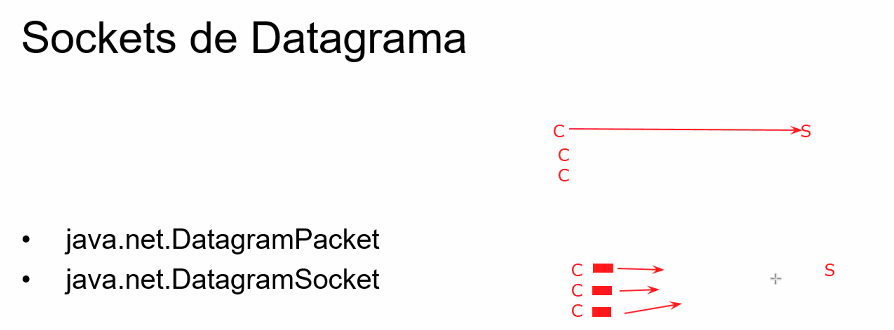 Sockets de Datagrama
C S
C
C
• java.net.DatagramPacket
• java.net.DatagramSocket
C S
C
C